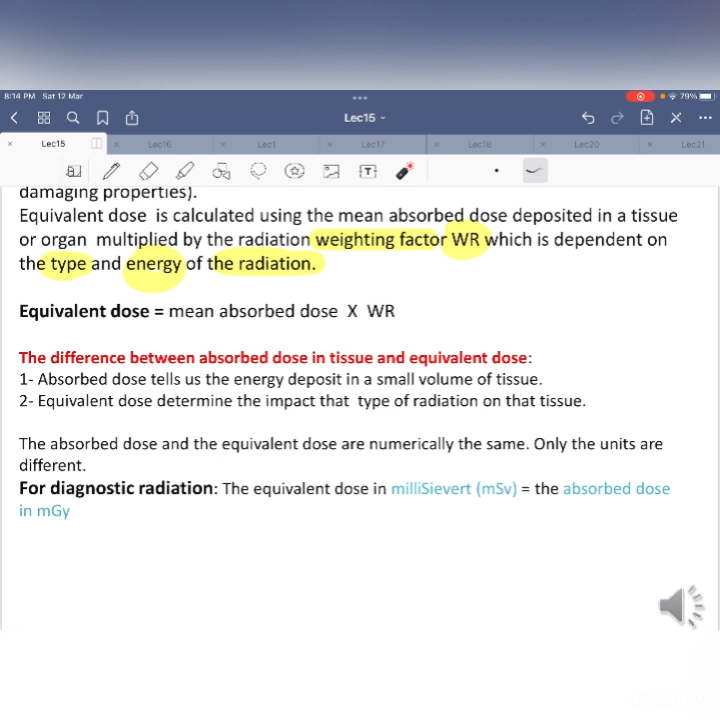 8:14 PM Sat 12 Mar
79%
Lec15
Lec15
Lec16
Lec1
Lec17
Lec18
Lec20
Lec21
damaging properties).
Equivalent dose is calculated using the mean absorbed dose deposited in a tissue
or organ multiplied by the radiation weighting factor WR which is dependent on
the type and energy of the radiation.
Equivalent dose = mean absorbed dose X WR
The difference between absorbed dose in tissue and equivalent dose:
1- Absorbed dose tells us the energy deposit in a small volume of tissue.
2- Equivalent dose determine the impact that type of radiation on that tissue.
The absorbed dose and the equivalent dose are numerically the same. Only the units are
different.
For diagnostic radiation: The equivalent dose in milliSievert (mSv) = the absorbed dose
in mGy